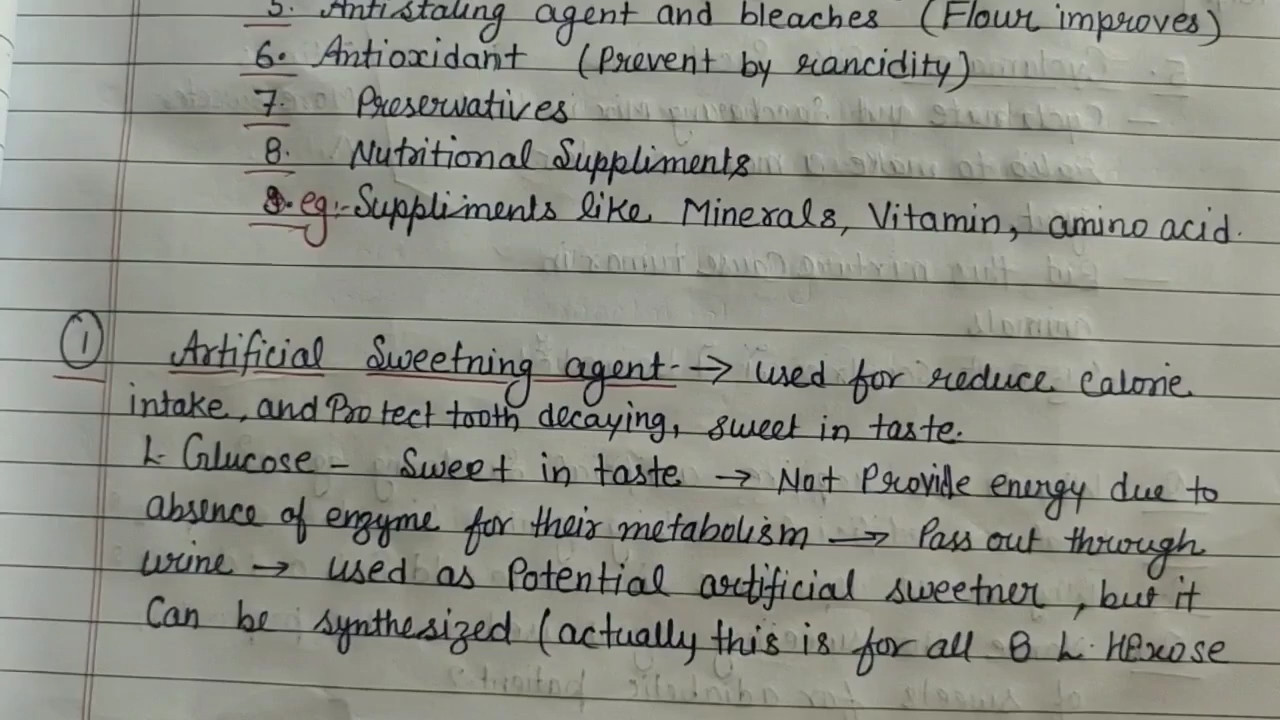 5. Antistaling agent and bleaches (Flour improves)
6. Antioxidant (Prevent by rancidity)
7. Preservatives
8. Nutritional Suppliments
eg:- Suppliments like Minerals, Vitamin, amino acid.
① Artificial Sweetning agent → used for reduce calorie
intake, and Protect tooth decaying, sweet in taste.
L-Glucose - Sweet in taste → Not Provide energy due to
absence of enzyme for their metabolism → Pass out through
urine → used as Potential artificial sweetner, but it
Can be synthesized (actually this is for all 8 L-Hexose